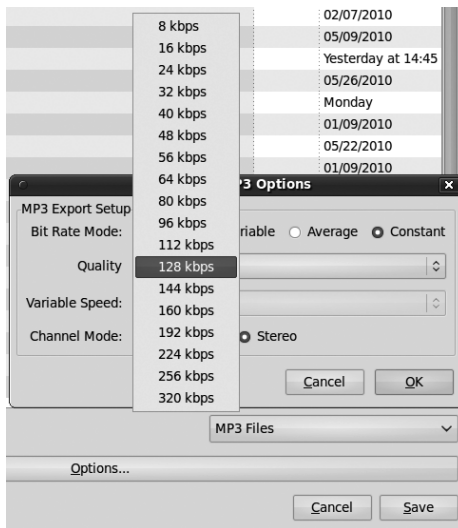 02/07/2010
05/09/2010
Yesterday at 14:45
05/26/2010
Monday
01/09/2010
05/22/2010
01/09/2010
8 kbps
16 kbps
24 kbps
32 kbps
40 kbps
48 kbps
56 kbps
64 kbps
80 kbps
96 kbps
112 kbps
128 kbps
144 kbps
160 kbps
192 kbps
224 kbps
256 kbps
320 kbps
Options
MP3 Export Setup
Bit Rate Mode: Average Constant
Quality
Variable Speed:
Channel Mode: Stereo
Cancel OK
MP3 Files
Options...
Cancel Save